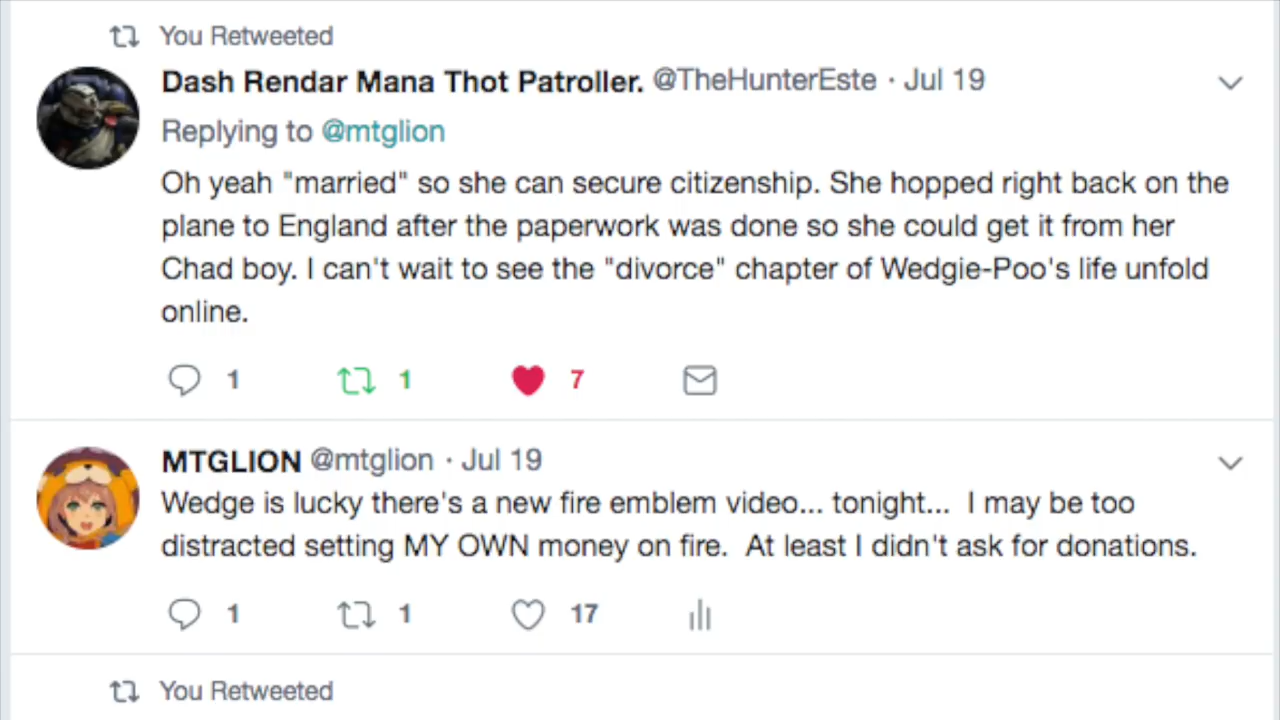 You Retweeted
Dash Rendar Mana Thot Patroller. @TheHunterEste · Jul 19
Replying to @mtglion
Oh yeah "married" so she can secure citizenship. She hopped right back on the
plane to England after the paperwork was done so she could get it from her
Chad boy. I can't wait to see the "divorce" chapter of Wedgie-Poo's life unfold
online.
1 1 7
MTGLION @mtglion · Jul 19
Wedge is lucky there's a new fire emblem video... tonight... I may be too
distracted setting MY OWN money on fire. At least I didn't ask for donations.
1 1 17
You Retweeted